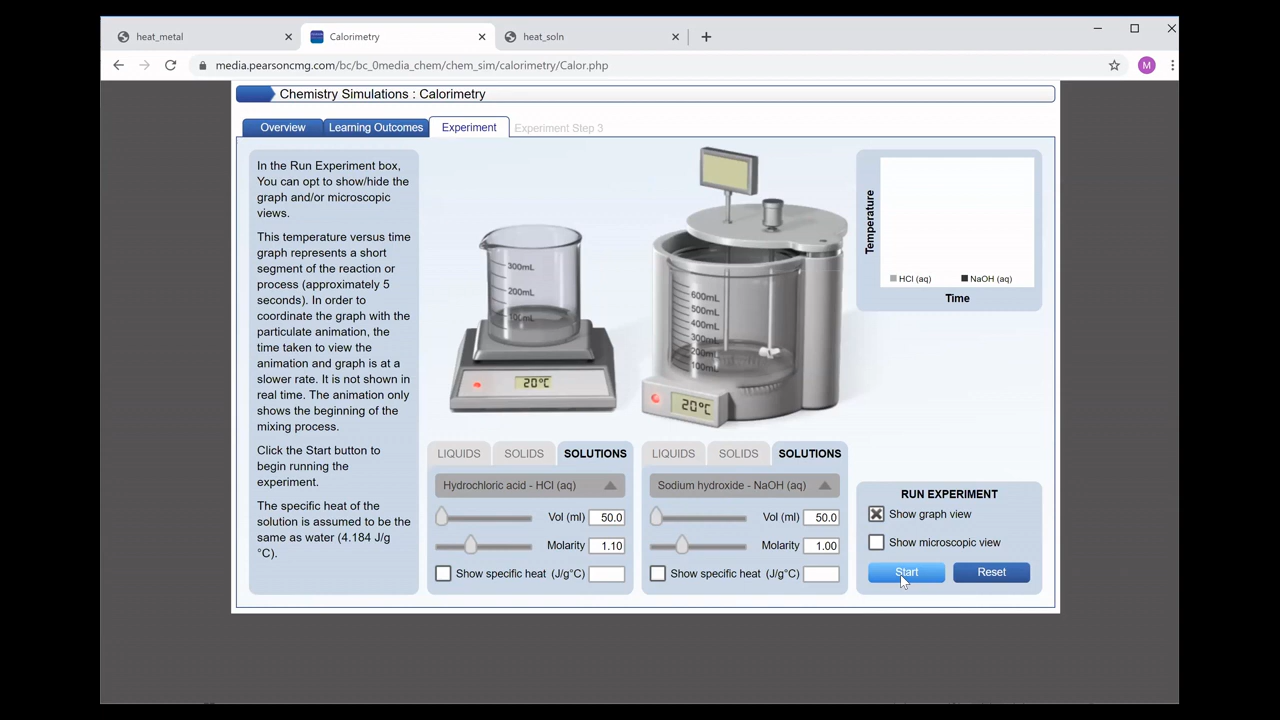 heat_metal
Calorimetry
heat_soln
media.pearsoncmg.com/bc/bc_0media_chem/chem_sim/calorimetry/Calor.php
M
Chemistry Simulations : Calorimetry
Overview
Learning Outcomes
Experiment
Experiment Step 3
In the Run Experiment box,
You can opt to show/hide the
graph and/or microscopic
views.
This temperature versus time
graph represents a short
segment of the reaction or
process (approximately 5
seconds). In order to
coordinate the graph with the
particulate animation, the
time taken to view the
animation and graph is at a
slower rate. It is not shown in
real time. The animation only
shows the beginning of the
mixing process.
Click the Start button to
begin running the
experiment.
The specific heat of the
solution is assumed to be the
same as water (4.184 J/g
°C).
300mL
200mL
100mL
20°C
600mL
500mL
400mL
300mL
200mL
100mL
20°C
Temperature
HCl (aq)
NaOH (aq)
Time
LIQUIDS
SOLIDS
SOLUTIONS
Hydrochloric acid - HCl (aq)
Vol (ml) 50.0
Molarity 1.10
Show specific heat (J/g°C)
LIQUIDS
SOLIDS
SOLUTIONS
Sodium hydroxide - NaOH (aq)
Vol (ml) 50.0
Molarity 1.00
Show specific heat (J/g°C)
RUN EXPERIMENT
Show graph view
Show microscopic view
Start
Reset